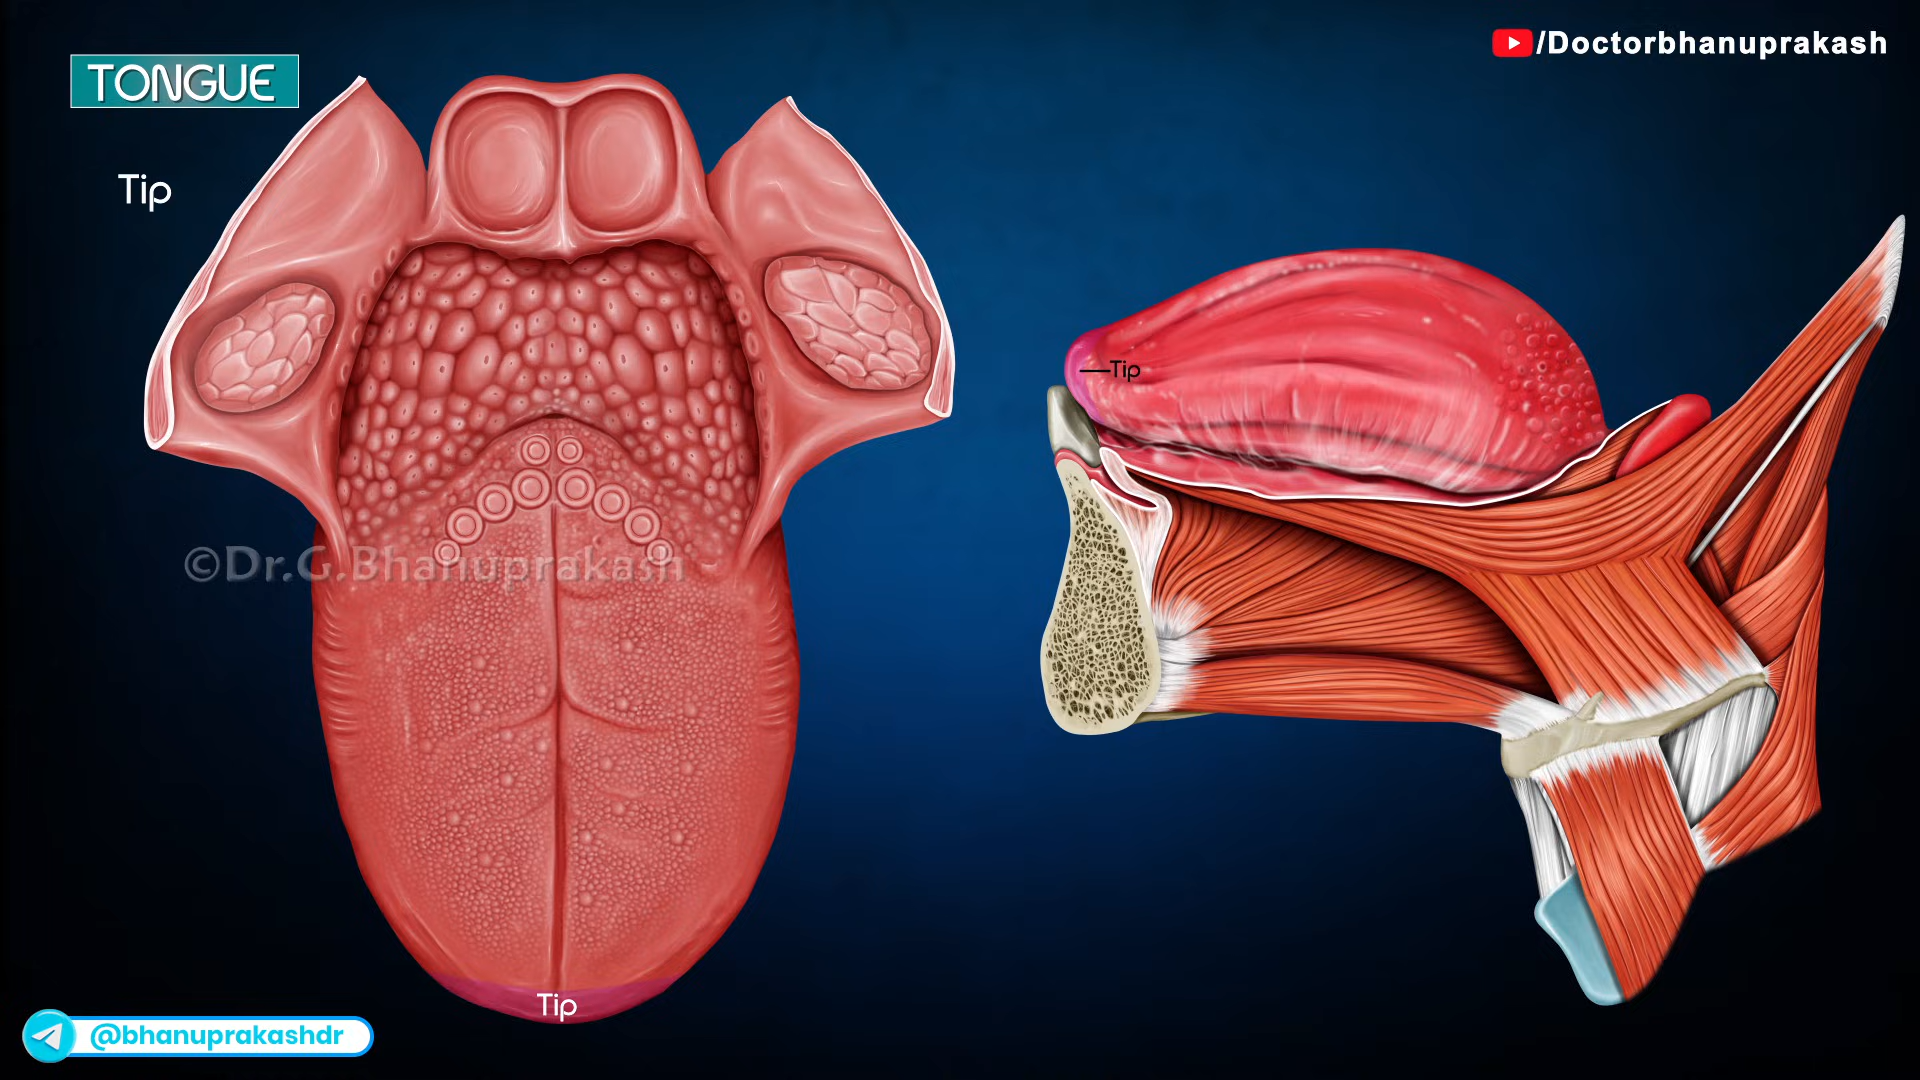 TONGUE
/Doctorbhanuprakash
Tip
Tip
©Dr.G.Bhanuprakash
Tip
@bhanuprakashdr